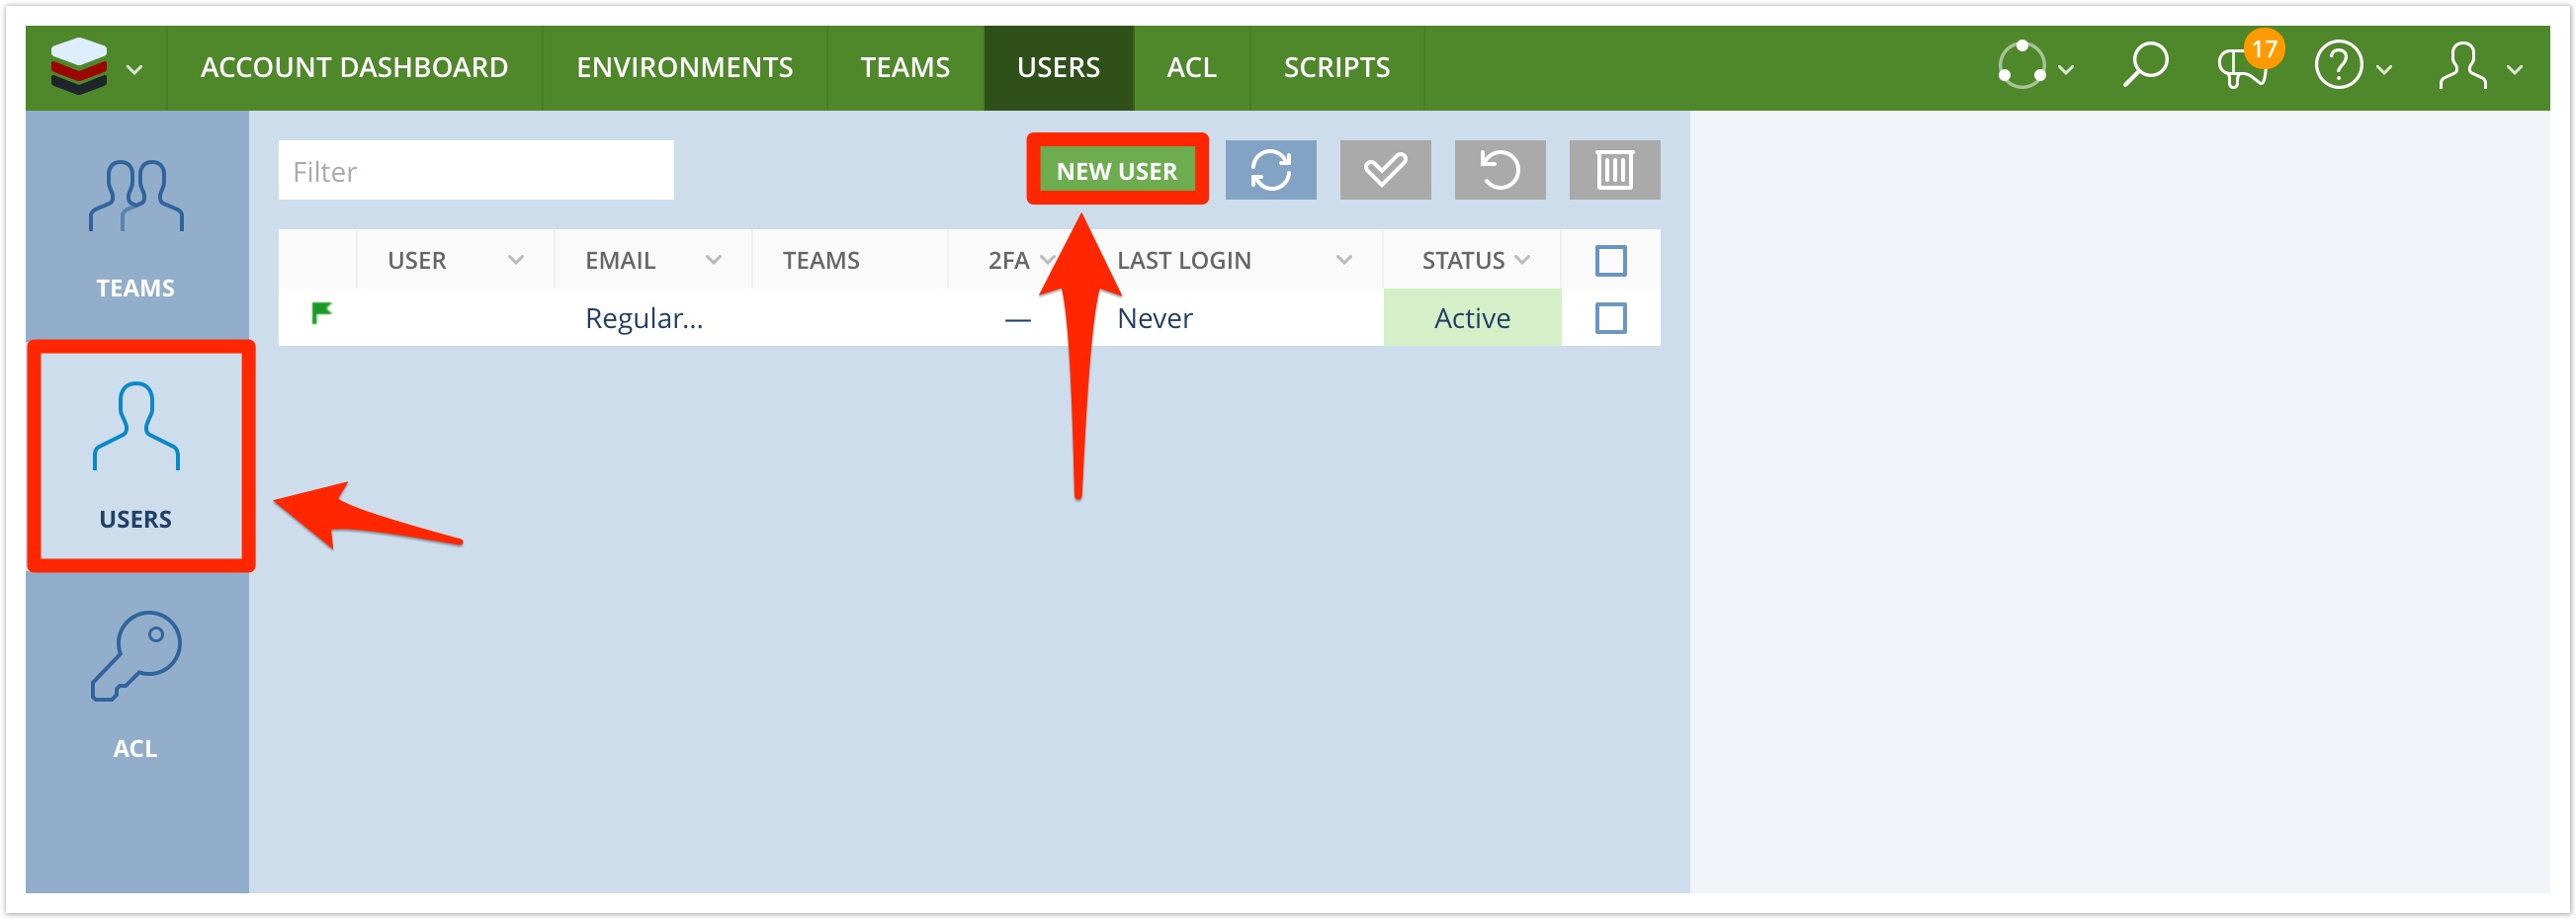 ACCOUNT DASHBOARD ENVIRONMENTS TEAMS USERS ACL SCRIPTS 17
TEAMS
USERS
ACL
Filter NEW USER
USER EMAIL TEAMS 2FA LAST LOGIN STATUS
Regular... — Never Active